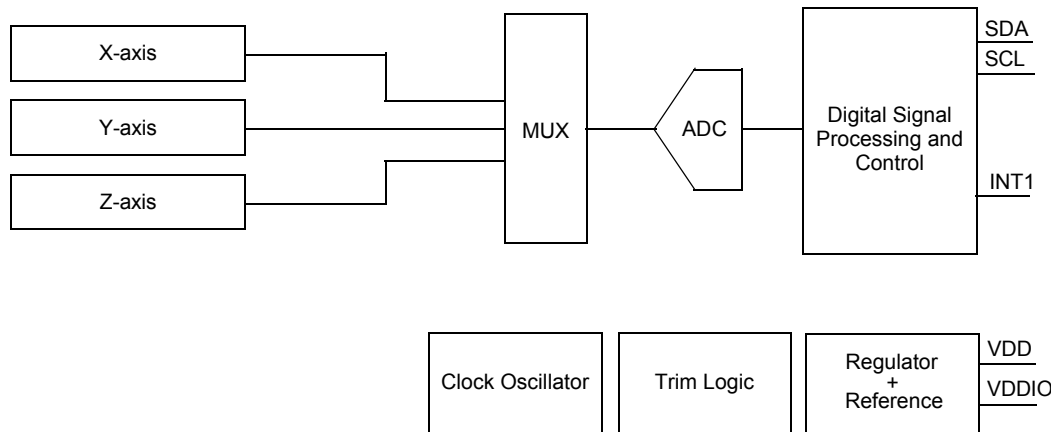 X-axis
Y-axis
Z-axis
MUX
ADC
Digital Signal
Processing and
Control
SDA
SCL
INT1
Clock Oscillator
Trim Logic
Regulator
+
Reference
VDD
VDDIO